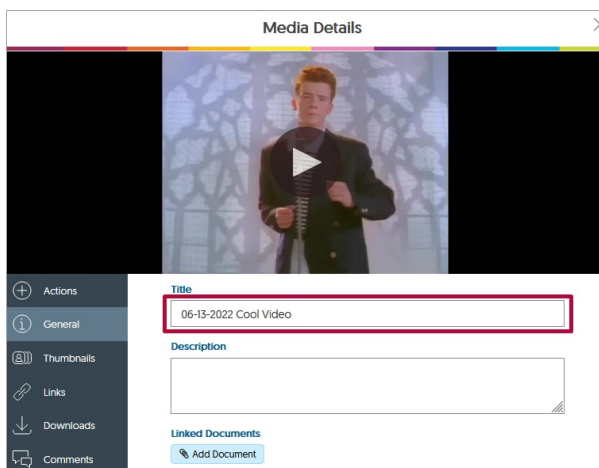 Media Details
Actions
General
Thumbnails
Links
Downloads
Comments
Title
06-13-2022 Cool Video
Description
Linked Documents
Add Document